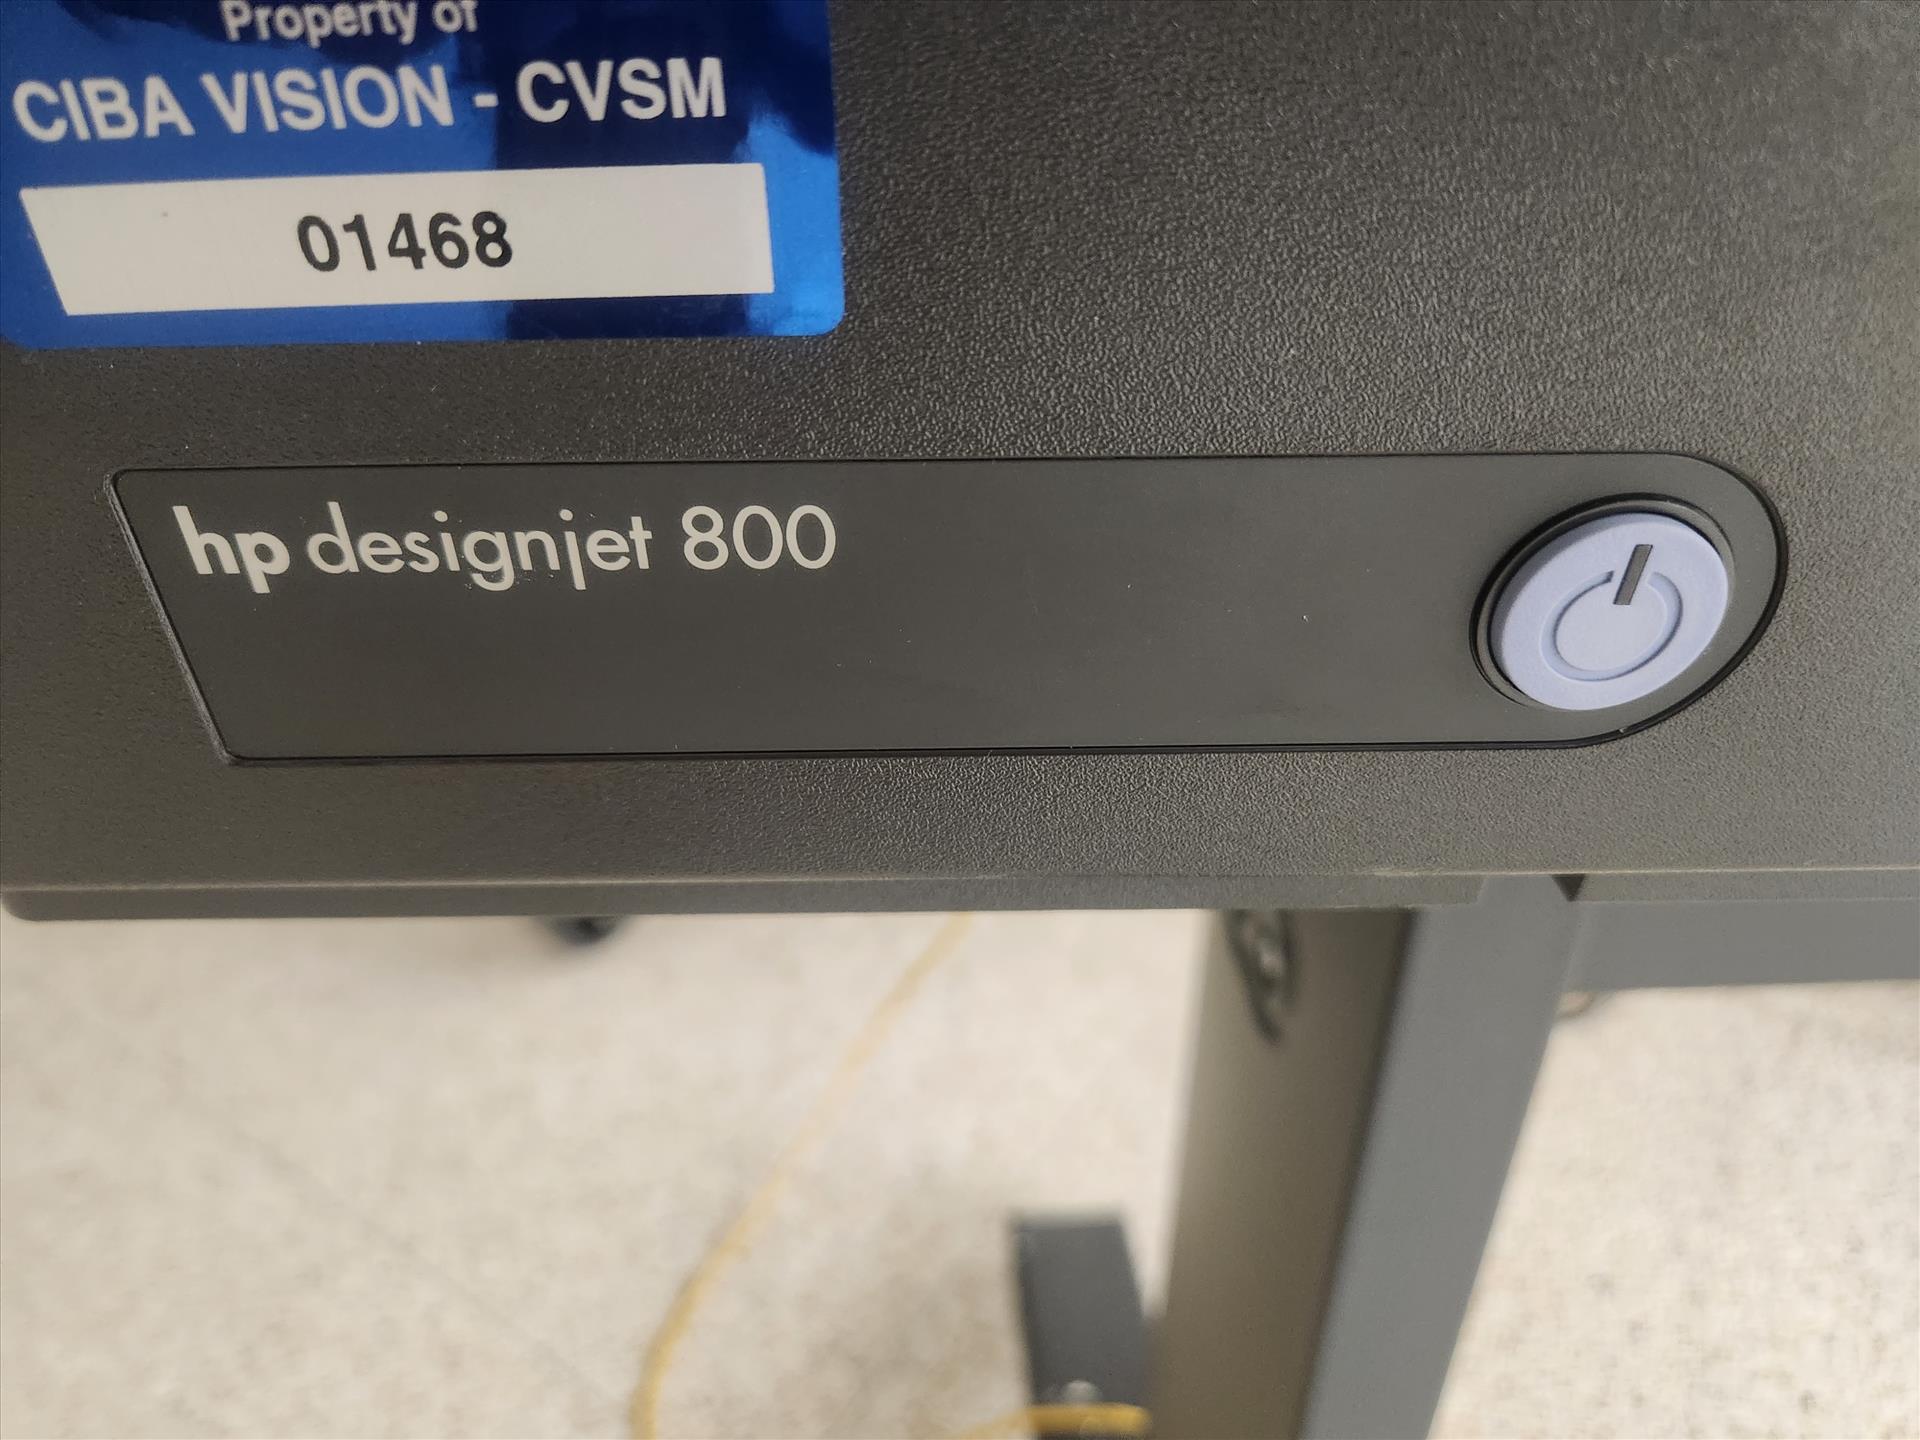 Property of
CIBA VISION - CVSM
01468
hp designjet 800